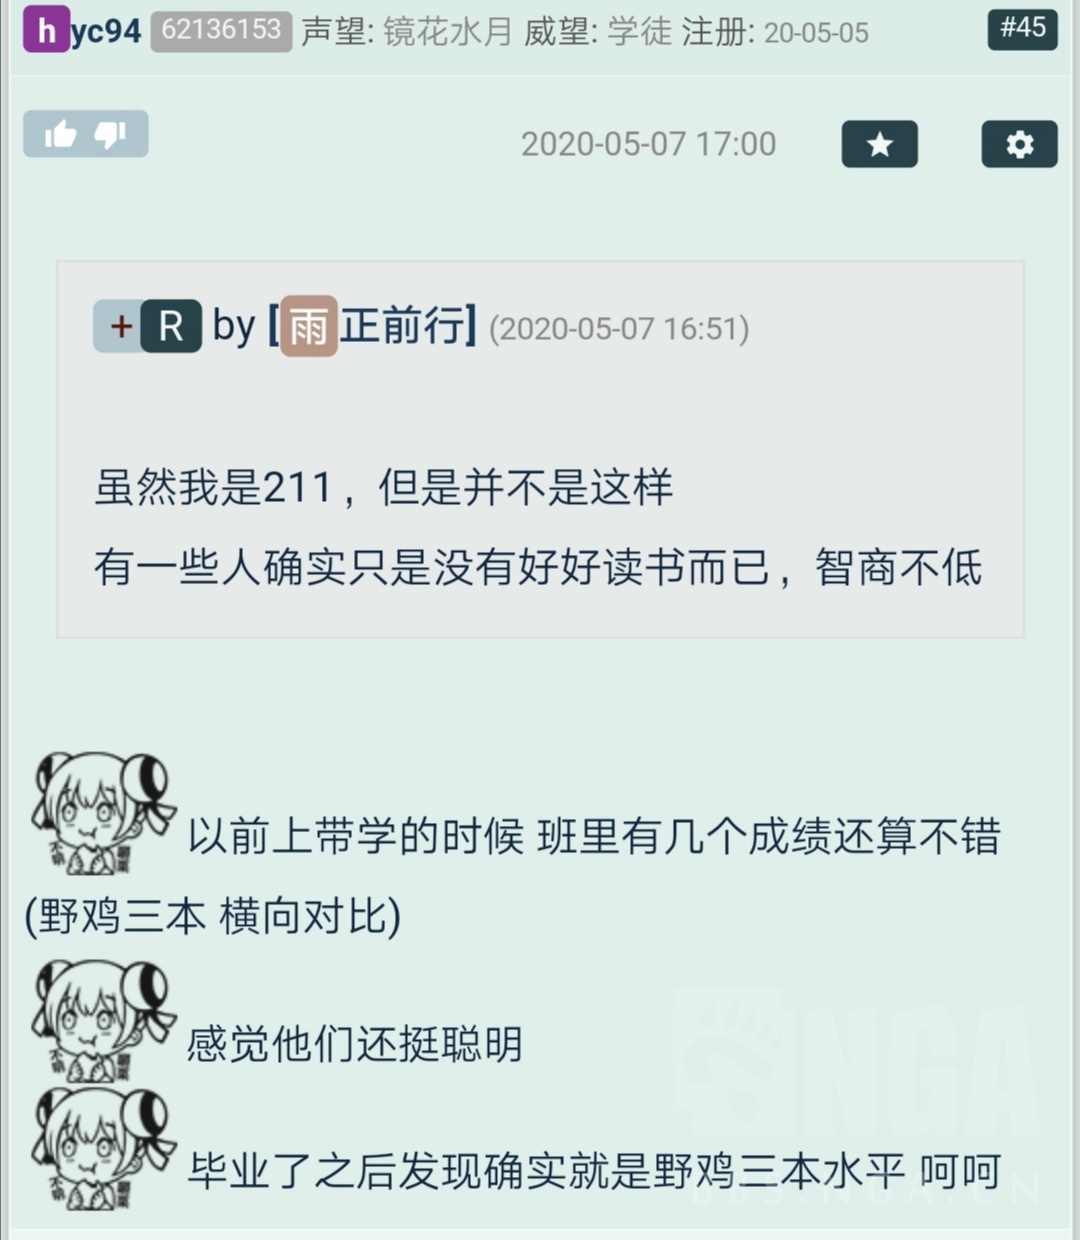 hyc94 62136153 声望: 镜花水月 威望: 学徒 注册: 20-05-05 #45
2020-05-07 17:00
+ R by [雨正前行] (2020-05-07 16:51)
虽然我是211，但是并不是这样
有一些人确实只是没有好好读书而已，智商不低
以前上带学的时候 班里有几个成绩还算不错
(野鸡三本 横向对比)
感觉他们还挺聪明
毕业了之后发现确实就是野鸡三本水平 呵呵
NGA
BBS.NGA.CN